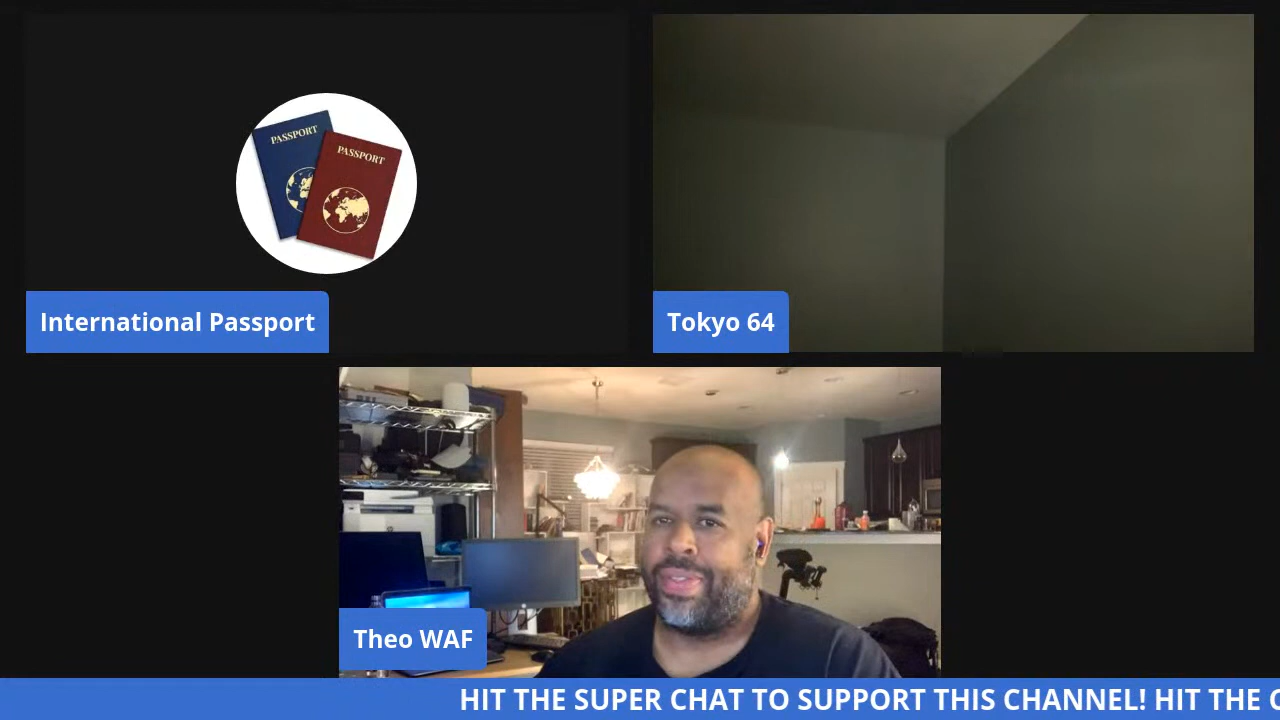 PASSPORT
PASSPORT
International Passport
Tokyo 64
Theo WAF
HIT THE SUPER CHAT TO SUPPORT THIS CHANNEL! HIT THE